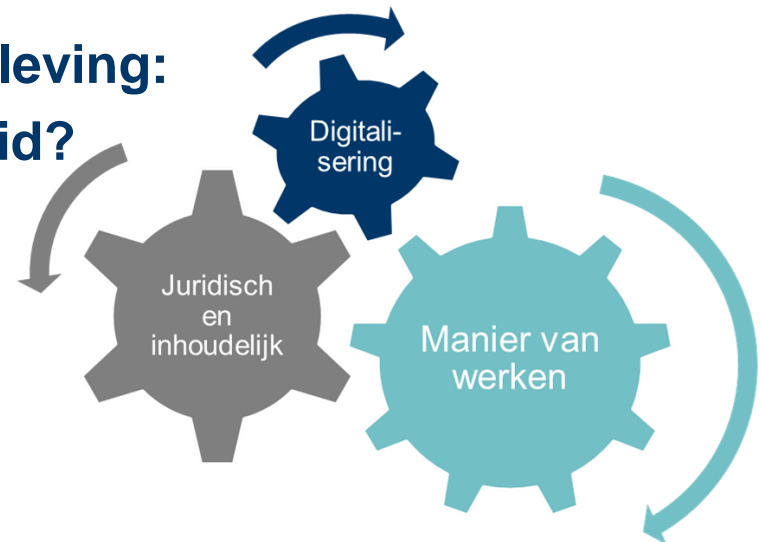 leving:
id?
Digitali-
sering
Juridisch
en
inhoudelijk
Manier van
werken